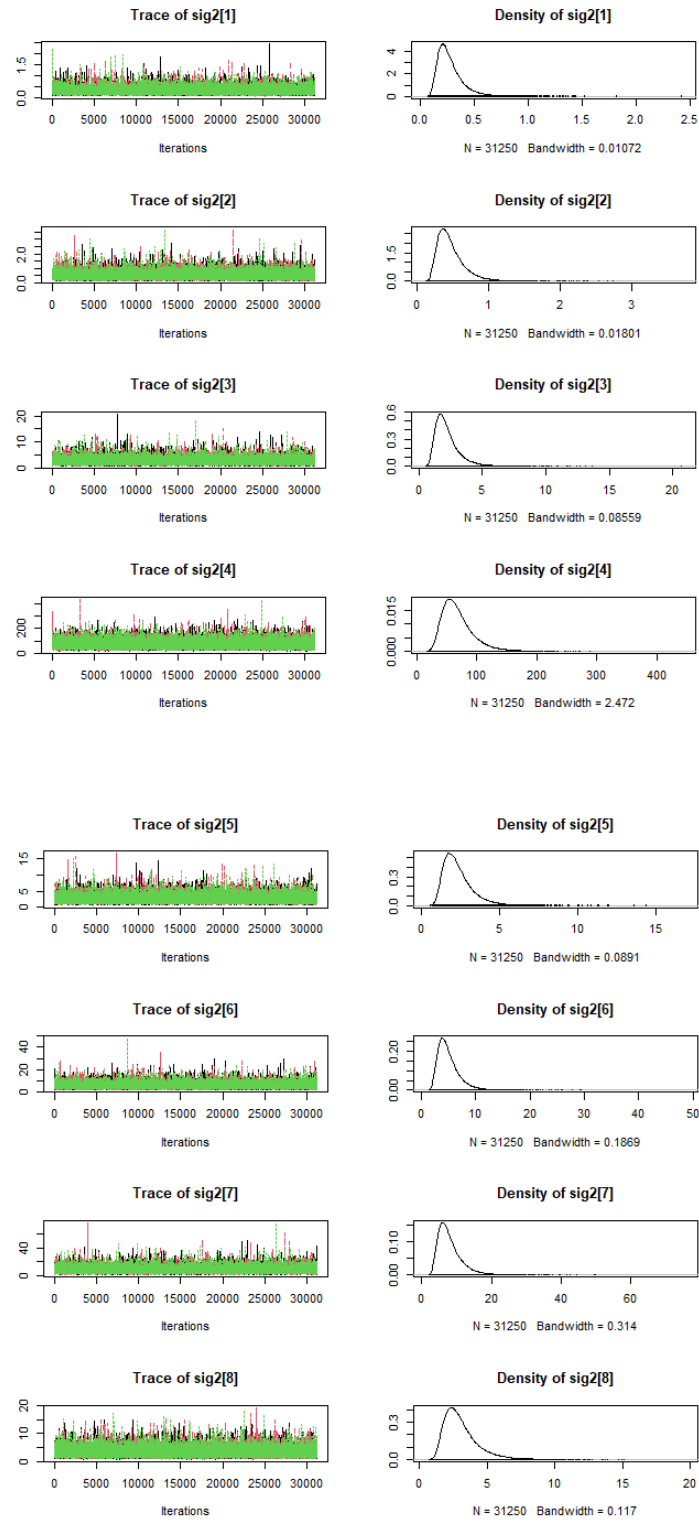 Trace of sig2[1]
Density of sig2[1]
0.0 1.5
0 5000 10000 15000 20000 25000 30000
Iterations
0 2 4
0.0 0.5 1.0 1.5 2.0 2.5
N = 31250 Bandwidth = 0.01072
Trace of sig2[2]
Density of sig2[2]
0.0 2.0
0 5000 10000 15000 20000 25000 30000
Iterations
0.0 1.5
0 1 2 3
N = 31250 Bandwidth = 0.01801
Trace of sig2[3]
Density of sig2[3]
0 10 20
0 5000 10000 15000 20000 25000 30000
Iterations
0.0 0.3 0.6
0 5 10 15 20
N = 31250 Bandwidth = 0.08559
Trace of sig2[4]
Density of sig2[4]
0 200
0 5000 10000 15000 20000 25000 30000
Iterations
0.000 0.015
0 100 200 300 400
N = 31250 Bandwidth = 2.472
Trace of sig2[5]
Density of sig2[5]
0 5 15
0 5000 10000 15000 20000 25000 30000
Iterations
0.0 0.3
0 5 10 15
N = 31250 Bandwidth = 0.0891
Trace of sig2[6]
Density of sig2[6]
0 20 40
0 5000 10000 15000 20000 25000 30000
Iterations
0.00 0.20
0 10 20 30 40 50
N = 31250 Bandwidth = 0.1869
Trace of sig2[7]
Density of sig2[7]
0 40
0 5000 10000 15000 20000 25000 30000
Iterations
0.00 0.10
0 20 40 60
N = 31250 Bandwidth = 0.314
Trace of sig2[8]
Density of sig2[8]
0 10 20
0 5000 10000 15000 20000 25000 30000
Iterations
0.0 0.3
0 5 10 15 20
N = 31250 Bandwidth = 0.117